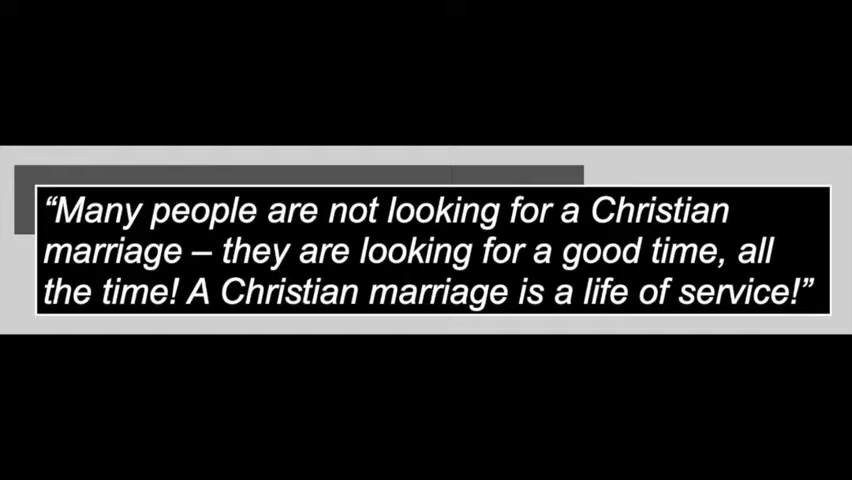 “Many people are not looking for a Christian
marriage – they are looking for a good time, all
the time! A Christian marriage is a life of service!”